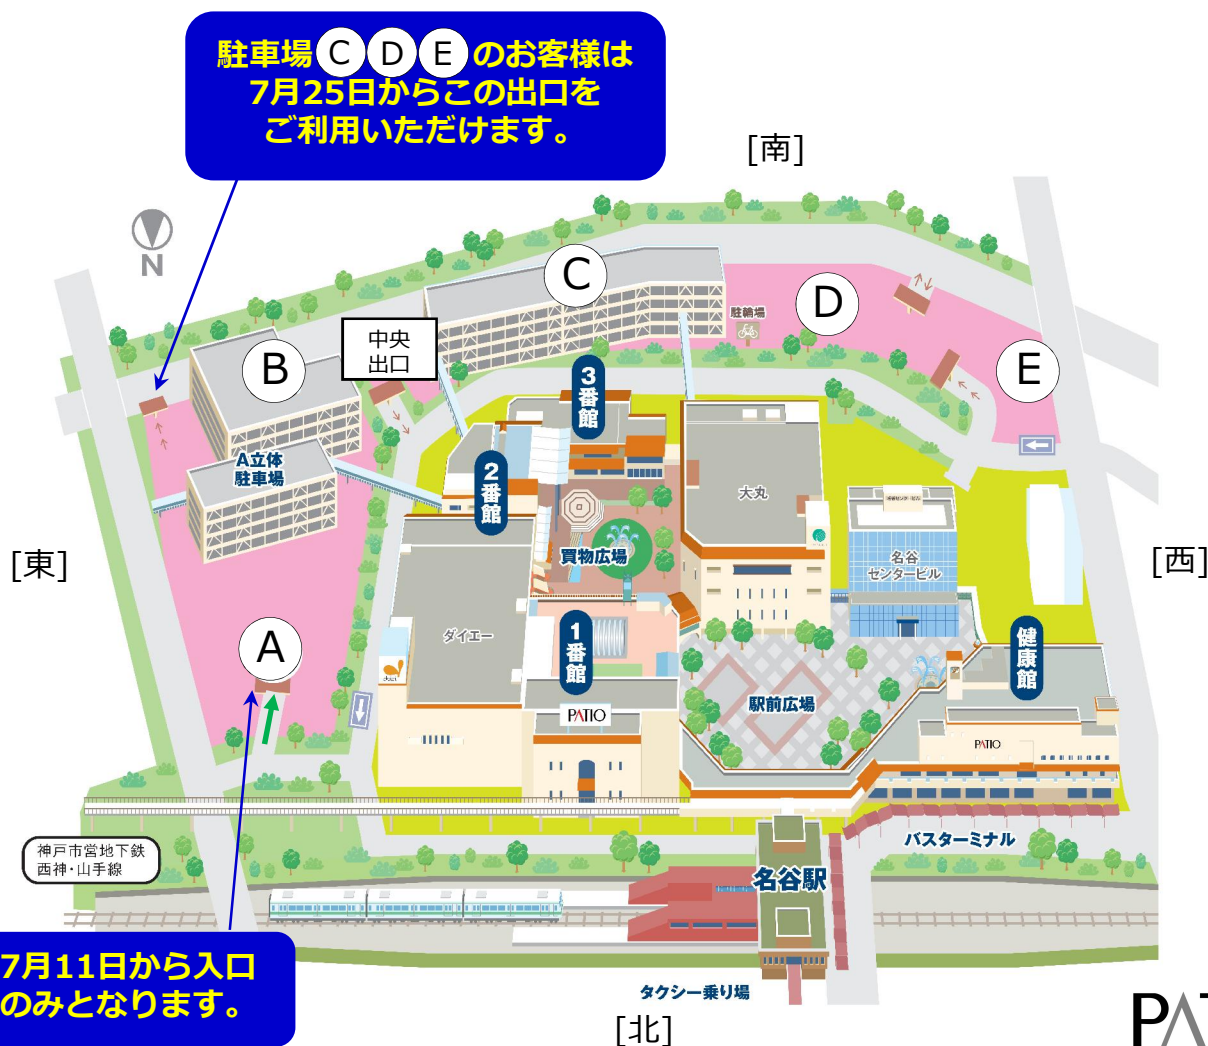 駐車場 C D E のお客様は
7月25日からこの出口を
ご利用いただけます。
[南]
N
C
D
駐輪場
中央
出口
B
E
3番館
A立体
駐車場
2番館
大丸
[東]
買物広場
名谷
センタービル
[西]
A
ダイエー
1番館
健康館
駅前広場
PATIO
PATIO
神戸市営地下鉄
西神・山手線
バスターミナル
名谷駅
7月11日から入口
のみとなります。
タクシー乗り場
[北]